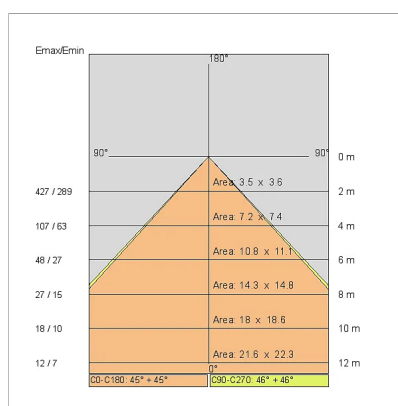 Emax/Emin
180°
90° 90° 0 m
Area: 3.5 x 3.6
427 / 289 2 m
Area: 7.2 x 7.4
107 / 63 4 m
Area: 10.8 x 11.1
48 / 27 6 m
Area: 14.3 x 14.8
27 / 15 8 m
Area: 18 x 18.6
18 / 10 10 m
Area: 21.6 x 22.3
12 / 7 12 m
0°
C0-C180: 45° + 45° C90-C270: 46° + 46°